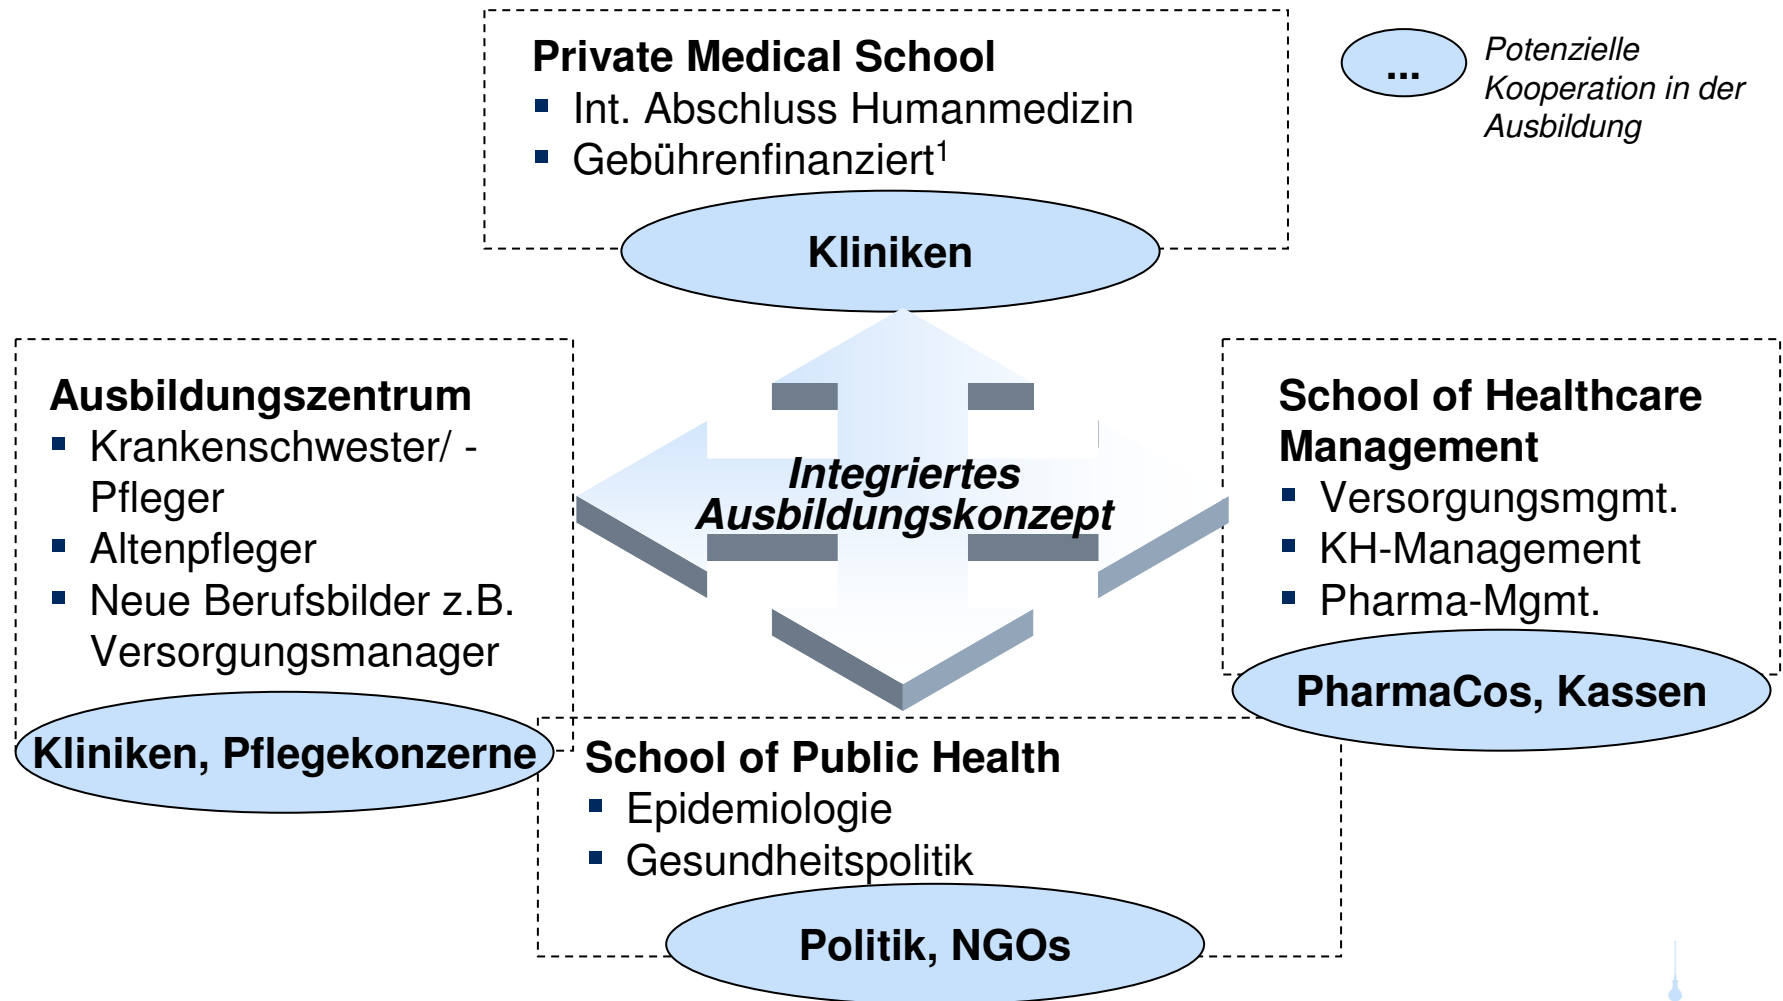 Private Medical School
▪ Int. Abschluss Humanmedizin
▪ Gebührenfinanziert¹
Kliniken
...
Potenzielle
Kooperation in der
Ausbildung
Ausbildungszentrum
▪ Krankenschwester/ -
Pfleger
▪ Altenpfleger
▪ Neue Berufsbilder z.B.
Versorgungsmanager
Kliniken, Pflegekonzerne
Integriertes
Ausbildungskonzept
School of Healthcare
Management
▪ Versorgungsmgmt.
▪ KH-Management
▪ Pharma-Mgmt.
PharmaCos, Kassen
School of Public Health
▪ Epidemiologie
▪ Gesundheitspolitik
Politik, NGOs